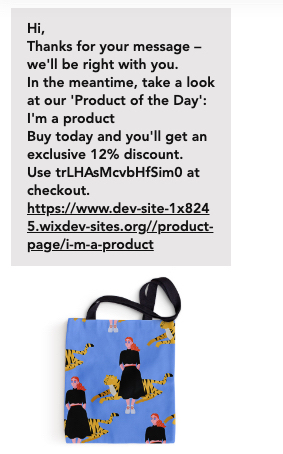 Hi,
Thanks for your message –
we'll be right with you.
In the meantime, take a look
at our 'Product of the Day':
I'm a product
Buy today and you'll get an
exclusive 12% discount.
Use trLHAsMcvbHfSim0 at
checkout.
https://www.dev-site-1x824
5.wixdev-sites.org//product-
page/i-m-a-product